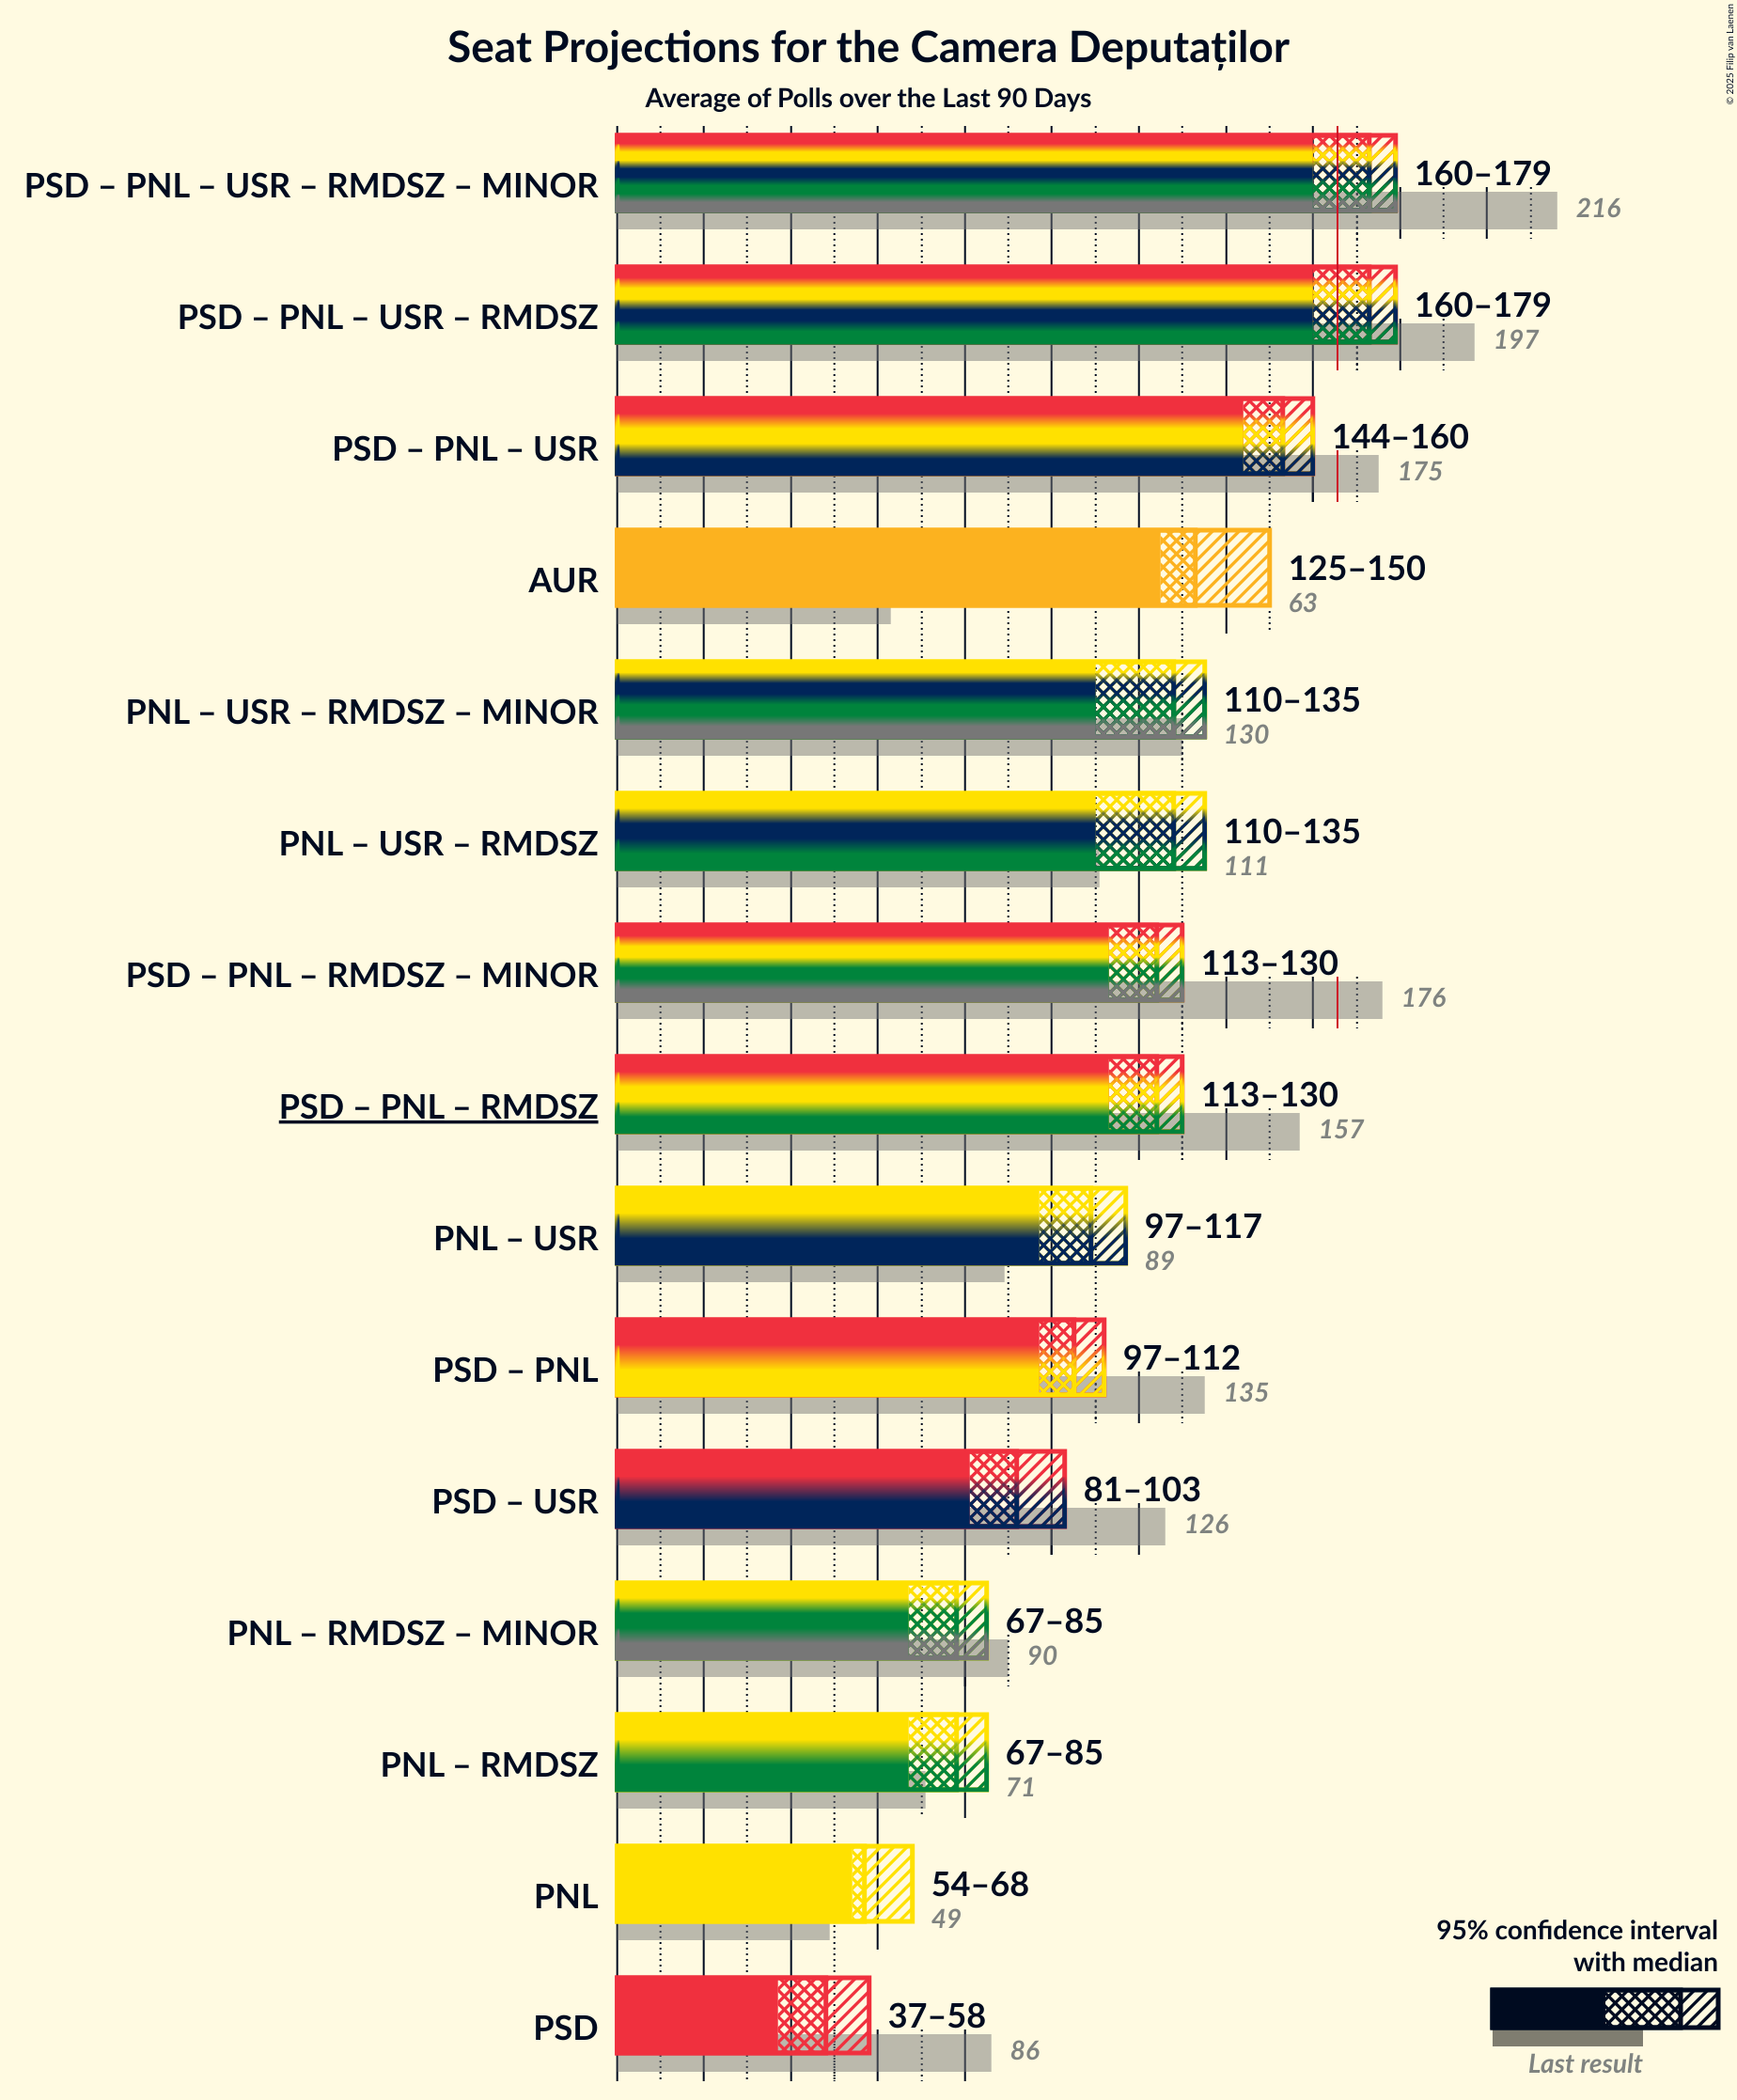 Seat Projections for the Camera Deputaților
Average of Polls over the Last 90 Days
© 2025 Filip van Laenen
PSD – PNL – USR – RMDSZ – MINOR
160–179
216
PSD – PNL – USR – RMDSZ
160–179
197
PSD – PNL – USR
144–160
175
AUR
125–150
63
PNL – USR – RMDSZ – MINOR
110–135
130
PNL – USR – RMDSZ
110–135
111
PSD – PNL – RMDSZ – MINOR
113–130
176
PSD – PNL – RMDSZ
113–130
157
PNL – USR
97–117
89
PSD – PNL
97–112
135
PSD – USR
81–103
126
PNL – RMDSZ – MINOR
67–85
90
PNL – RMDSZ
67–85
71
PNL
54–68
49
PSD
37–58
86
95% confidence interval
with median
Last result